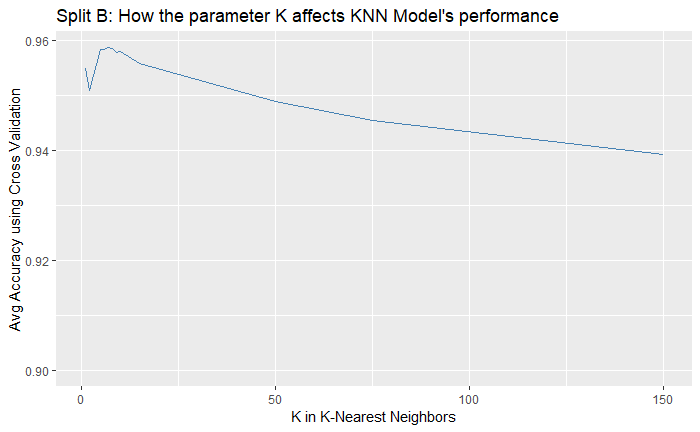 Split B: How the parameter K affects KNN Model's performance
Avg Accuracy using Cross Validation
0.96
0.94
0.92
0.90
0 50 100 150
K in K-Nearest Neighbors